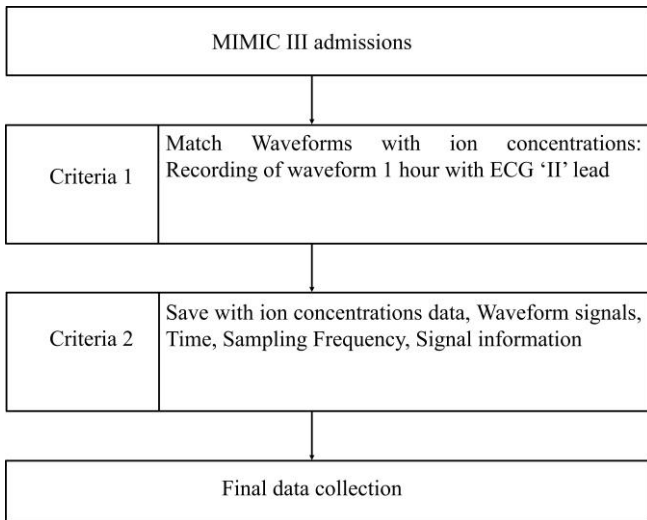 MIMIC III admissions
Criteria 1
Match Waveforms with ion concentrations:
Recording of waveform 1 hour with ECG ‘II’ lead
Criteria 2
Save with ion concentrations data, Waveform signals,
Time, Sampling Frequency, Signal information
Final data collection